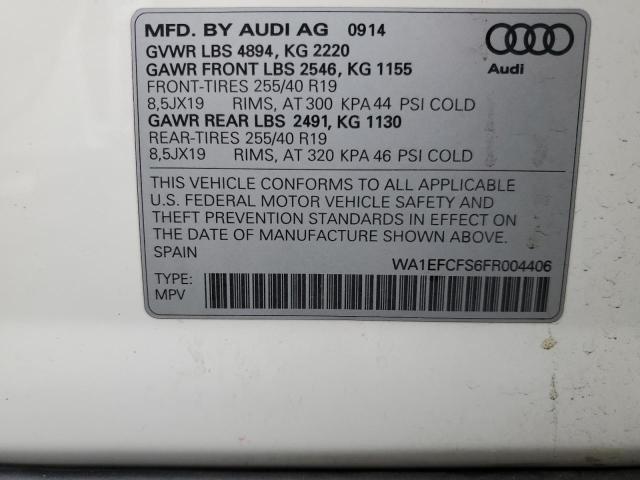 MFD. BY AUDI AG 0914
GVWR LBS 4894, KG 2220
GAWR FRONT LBS 2546, KG 1155
FRONT-TIRES 255/40 R19
8,5JX19 RIMS, AT 300 KPA 44 PSI COLD
GAWR REAR LBS 2491, KG 1130
REAR-TIRES 255/40 R19
8,5JX19 RIMS, AT 320 KPA 46 PSI COLD
Audi
THIS VEHICLE CONFORMS TO ALL APPLICABLE
U.S. FEDERAL MOTOR VEHICLE SAFETY AND
THEFT PREVENTION STANDARDS IN EFFECT ON
THE DATE OF MANUFACTURE SHOWN ABOVE.
SPAIN WA1EFCFS6FR004406
TYPE:
MPV